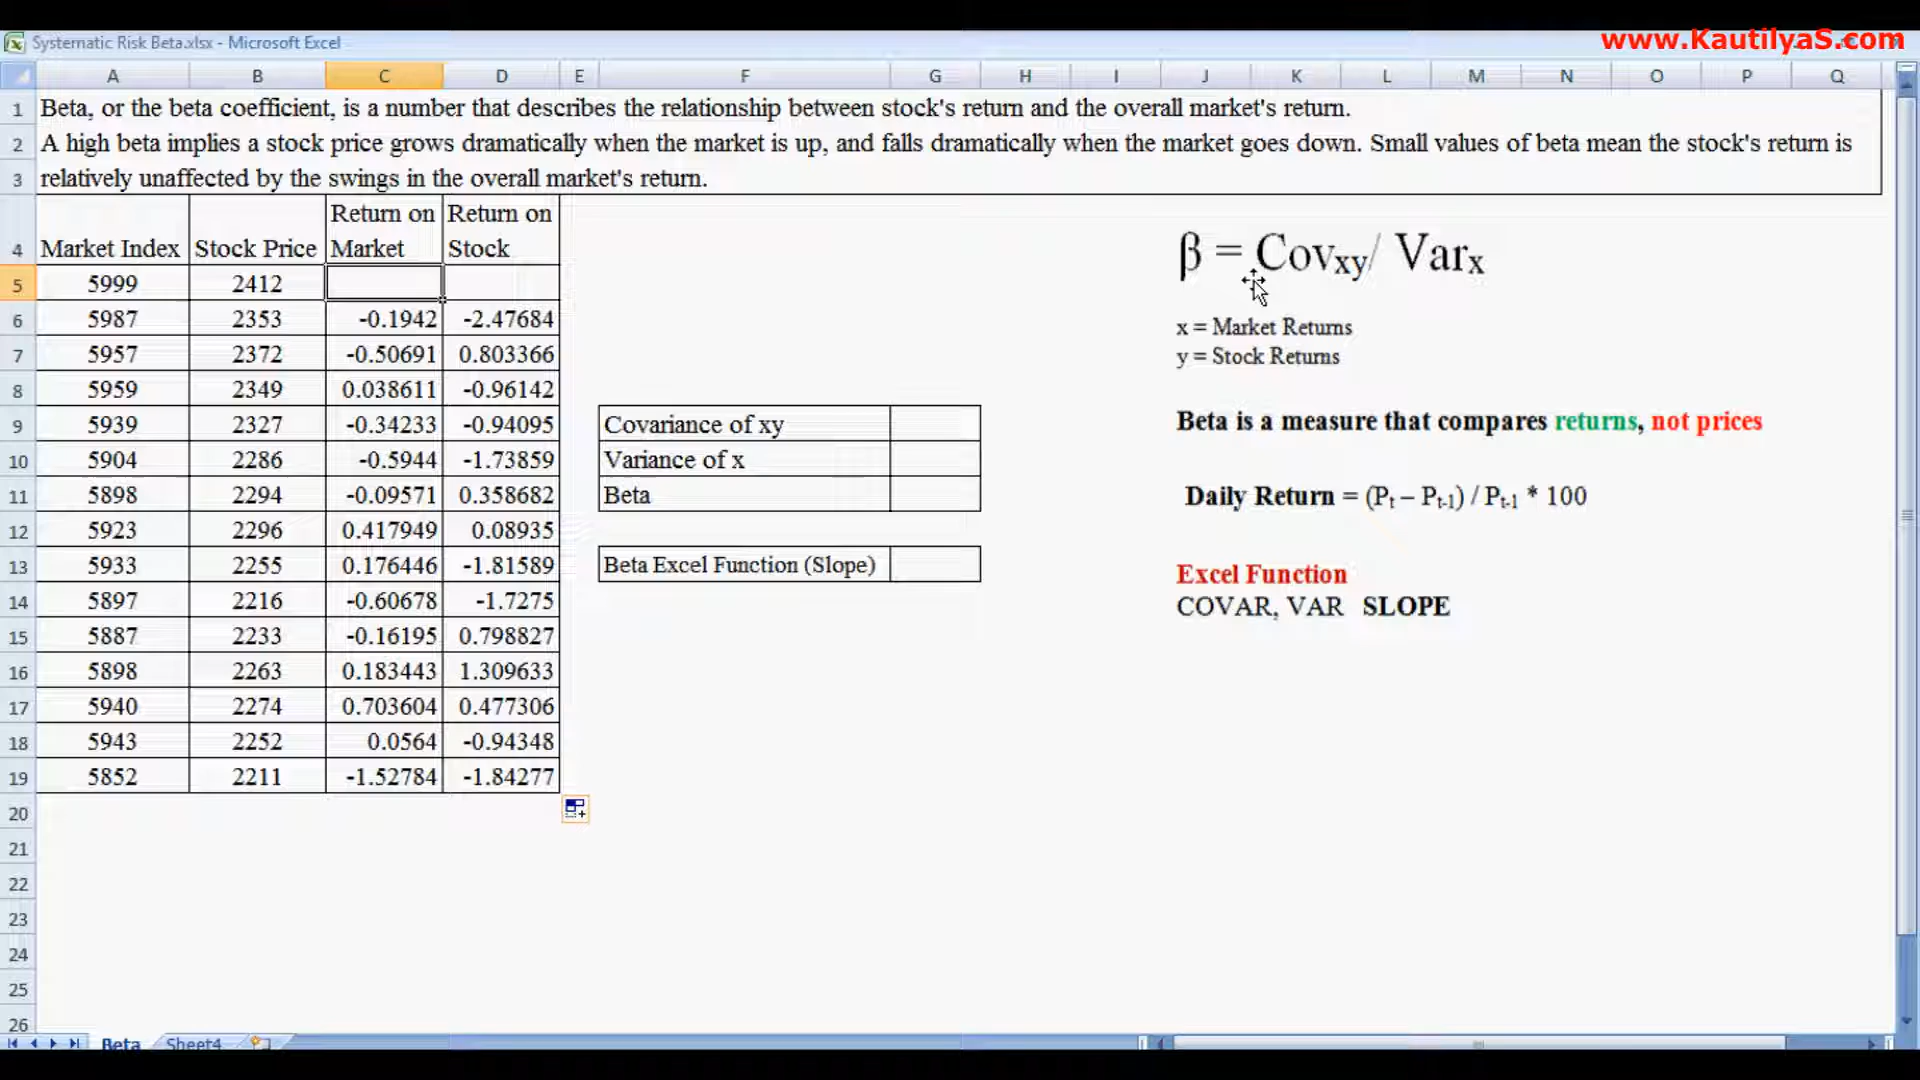 www.KautilyaS.com
Systematic Risk Beta.xlsx - Microsoft Excel
A B C D E F G H I J K L M N O P Q
1 Beta, or the beta coefficient, is a number that describes the relationship between stock's return and the overall market's return.
2 A high beta implies a stock price grows dramatically when the market is up, and falls dramatically when the market goes down. Small values of beta mean the stock's return is
3 relatively unaffected by the swings in the overall market's return.
Return on Return on
4 Market Index Stock Price Market Stock
5 5999 2412
6 5987 2353 -0.1942 -2.47684
7 5957 2372 -0.50691 0.803366
8 5959 2349 0.038611 -0.96142
9 5939 2327 -0.34233 -0.94095
10 5904 2286 -0.5944 -1.73859
11 5898 2294 -0.09571 0.358682
12 5923 2296 0.417949 0.08935
13 5933 2255 0.176446 -1.81589
14 5897 2216 -0.60678 -1.7275
15 5887 2233 -0.16195 0.798827
16 5898 2263 0.183443 1.309633
17 5940 2274 0.703604 0.477306
18 5943 2252 0.0564 -0.94348
19 5852 2211 -1.52784 -1.84277
20
21
22
23
24
25
26
Covariance of xy
Variance of x
Beta
Beta Excel Function (Slope)
β = Covxy/ Varx
x = Market Returns
y = Stock Returns
Beta is a measure that compares returns, not prices
Daily Return = (Pt – Pt-1) / Pt-1 * 100
Excel Function
COVAR, VAR SLOPE
Beta Sheet4